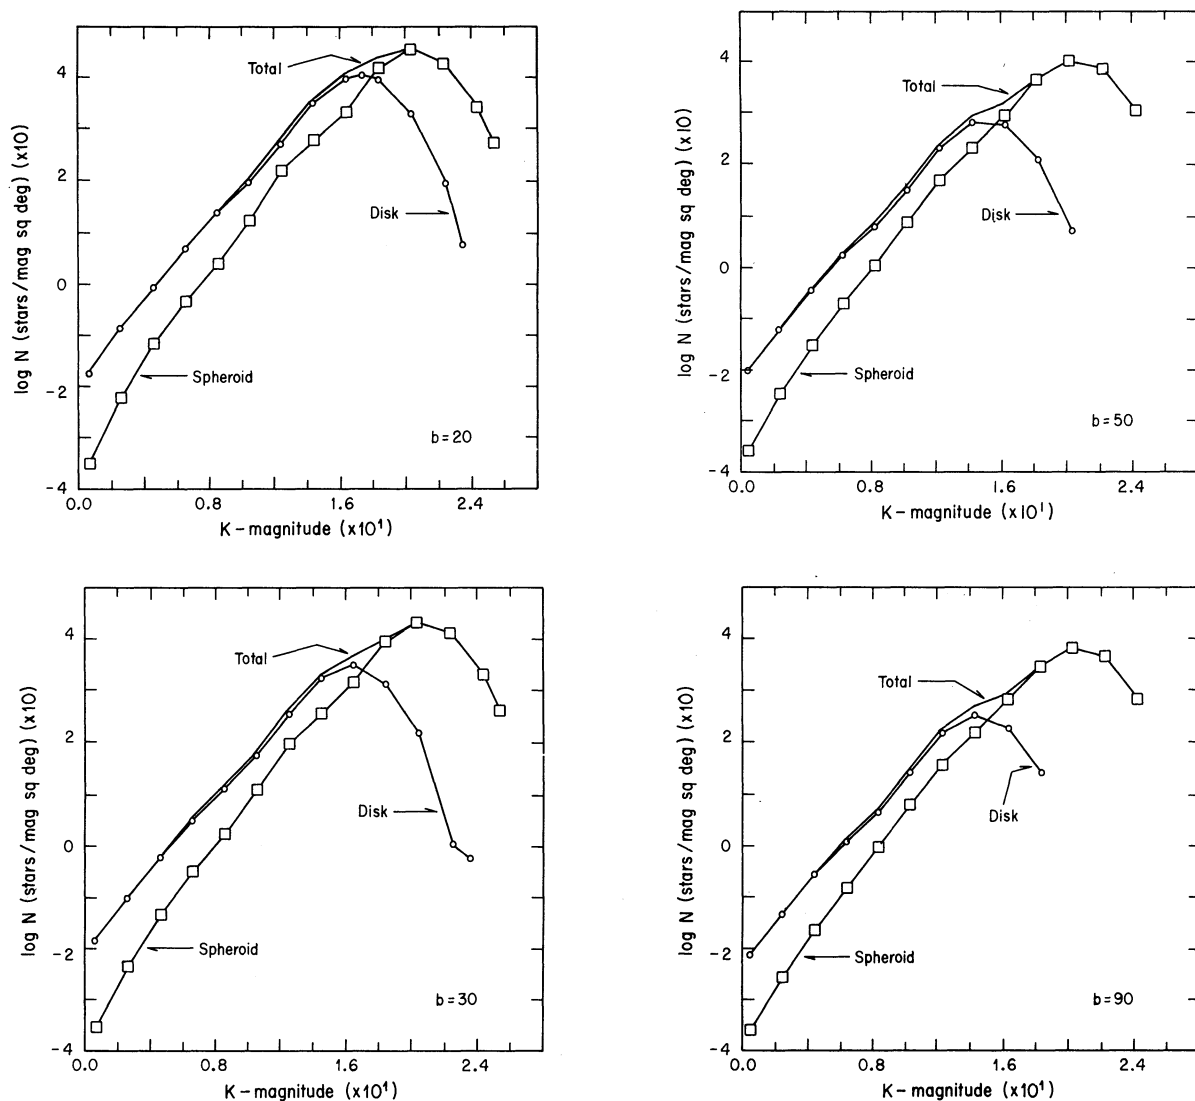 4
2
0
-2
-4
log N (stars/mag sq deg) (x10)
Total
Disk
Spheroid
b=20
0.0 0.8 1.6 2.4
K-magnitude (x10¹)
4
2
0
-2
-4
log N (stars/mag sq deg) (x10)
Total
Disk
Spheroid
b=50
0.0 0.8 1.6 2.4
K-magnitude (x10¹)
4
2
0
-2
-4
log N (stars/mag sq deg) (x10)
Total
Disk
Spheroid
b=30
0.0 0.8 1.6 2.4
K-magnitude (x10¹)
4
2
0
-2
-4
log N (stars/mag sq deg) (x10)
Total
Disk
Spheroid
b=90
0.0 0.8 1.6 2.4
K-magnitude (x10¹)